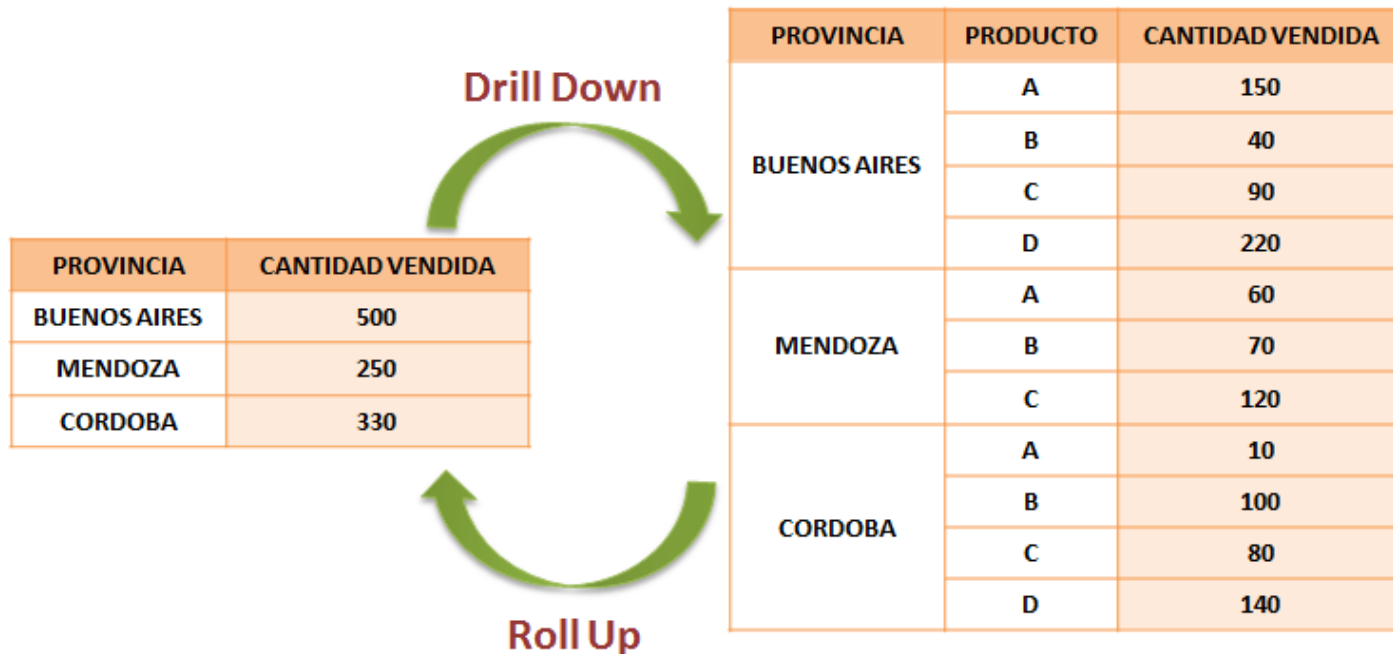 Drill Down
PROVINCIA CANTIDAD VENDIDA
BUENOS AIRES 500
MENDOZA 250
CORDOBA 330
Roll Up
PROVINCIA PRODUCTO CANTIDAD VENDIDA
A 150
B 40
BUENOS AIRES
C 90
D 220
A 60
MENDOZA B 70
C 120
A 10
B 100
CORDOBA
C 80
D 140